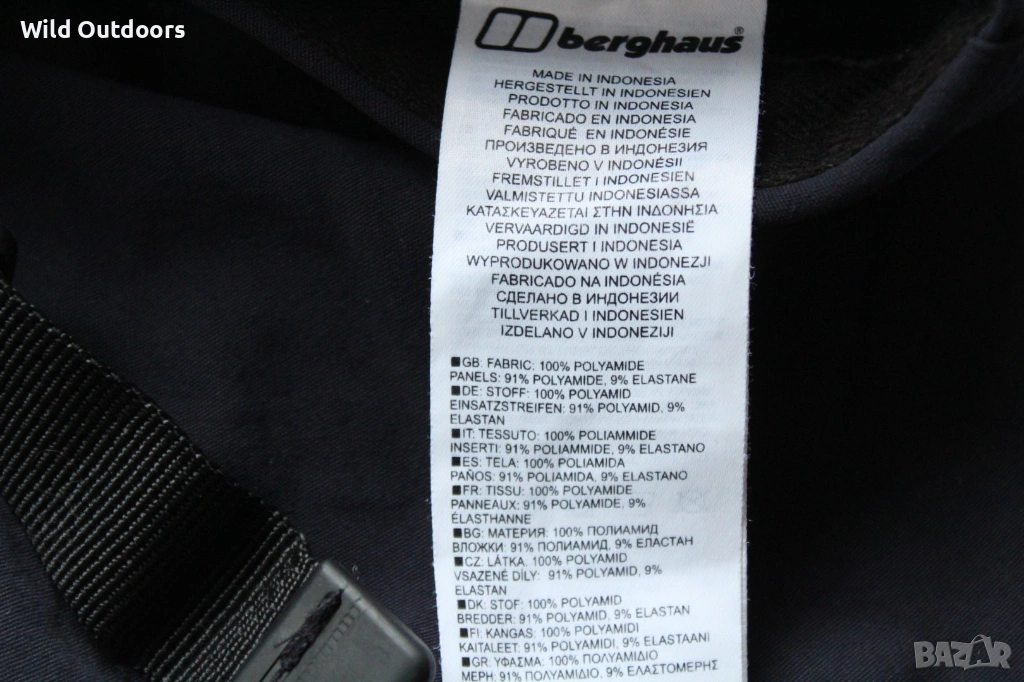 Wild Outdoors
berghaus®
MADE IN INDONESIA
HERGESTELLT IN INDONESIEN
PRODOTTO IN INDONESIA
FABRICADO EN INDONESIA
FABRIQUÉ EN INDONÉSIE
ПРОИЗВЕДЕНО В ИНДОНЕЗИЯ
VYROBENO V INDONÉSII
FREMSTILLET I INDONESIEN
VALMISTETTU INDONESIASSA
ΚΑΤΑΣΚΕΥΑΖΕΤΑΙ ΣΤΗΝ ΙΝΔΟΝΗΣΙΑ
VERVAARDIGD IN INDONESIË
PRODUSERT I INDONESIA
WYPRODUKOWANO W INDONEZJI
FABRICADO NA INDONÉSIA
СДЕЛАНО В ИНДОНЕЗИИ
TILLVERKAD I INDONESIEN
IZDELANO V INDONEZIJI
■GB: FABRIC: 100% POLYAMIDE
PANELS: 91% POLYAMIDE, 9% ELASTANE
■DE: STOFF: 100% POLYAMID
EINSATZSTREIFEN: 91% POLYAMID, 9%
ELASTAN
■IT: TESSUTO: 100% POLIAMMIDE
INSERTI: 91% POLIAMMIDE, 9% ELASTANO
■ES: TELA: 100% POLIAMIDA
PAÑOS: 91% POLIAMIDA, 9% ELASTANO
■FR: TISSU: 100% POLYAMIDE
PANNEAUX: 91% POLYAMIDE, 9%
ÉLASTHANNE
■BG: МАТЕРИЯ: 100% ПОЛИАМИД
ВЛОЖКИ: 91% ПОЛИАМИД, 9% ЕЛАСТАН
■CZ: LÁTKA: 100% POLYAMID
VSAZENÉ DÍLY: 91% POLYAMID, 9%
ELASTAN
■DK: STOF: 100% POLYAMID
BREDDER: 91% POLYAMID, 9% ELASTAN
■FI: KANGAS: 100% POLYAMIDI
KAITALEET: 91% POLYAMIDI, 9% ELASTAANI
■GR: ΥΦΑΣΜΑ: 100% ΠΟΛΥΑΜΙΔΙΟ
ΜΕΡΗ: 91% ΠΟΛΥΑΜΙΔΙΟ, 9% ΕΛΑΣΤΟΜΕΡΗΣ
BAZAR